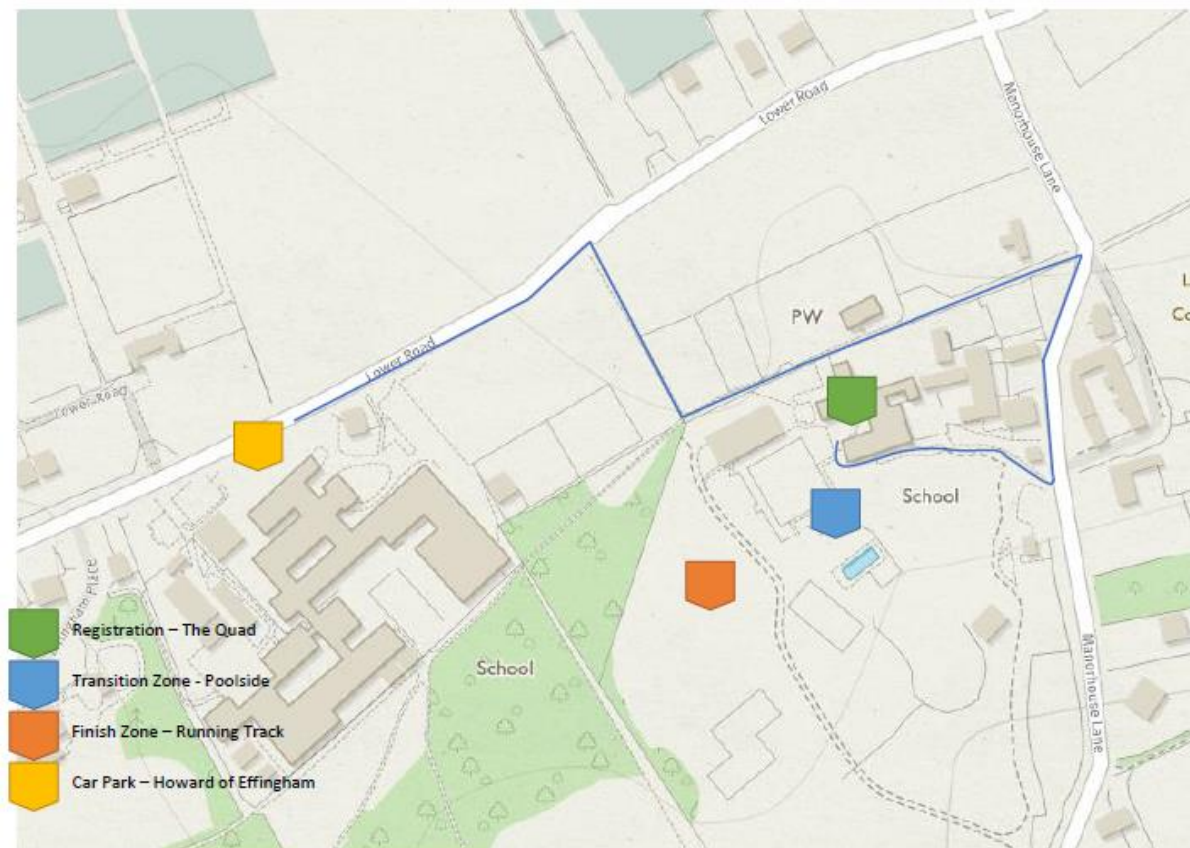 Lower Road
Manorhouse Lane
PW
L
Co
Lower Road
Lower Road
School
School
Manorhouse Lane
Registration – The Quad
Transition Zone - Poolside
Finish Zone – Running Track
Car Park – Howard of Effingham